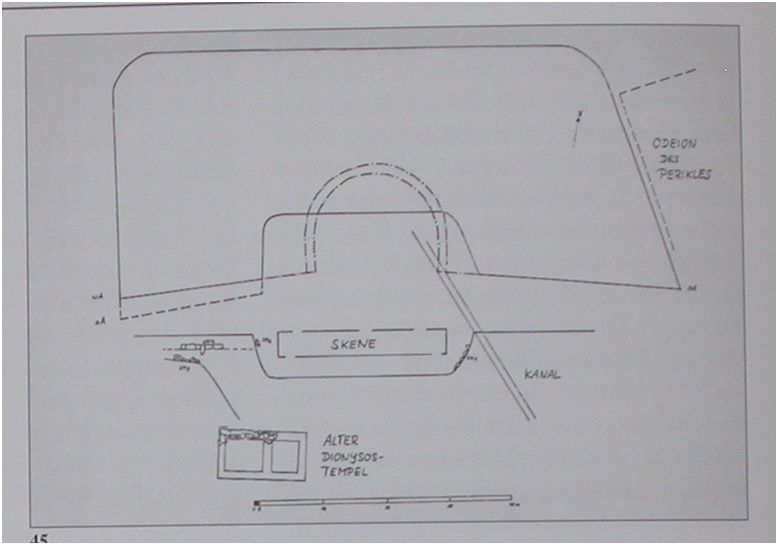 ODEION
DES
PERIKLES
SKENE
KANAL
ALTER
DIONYSOS-
TEMPEL
45